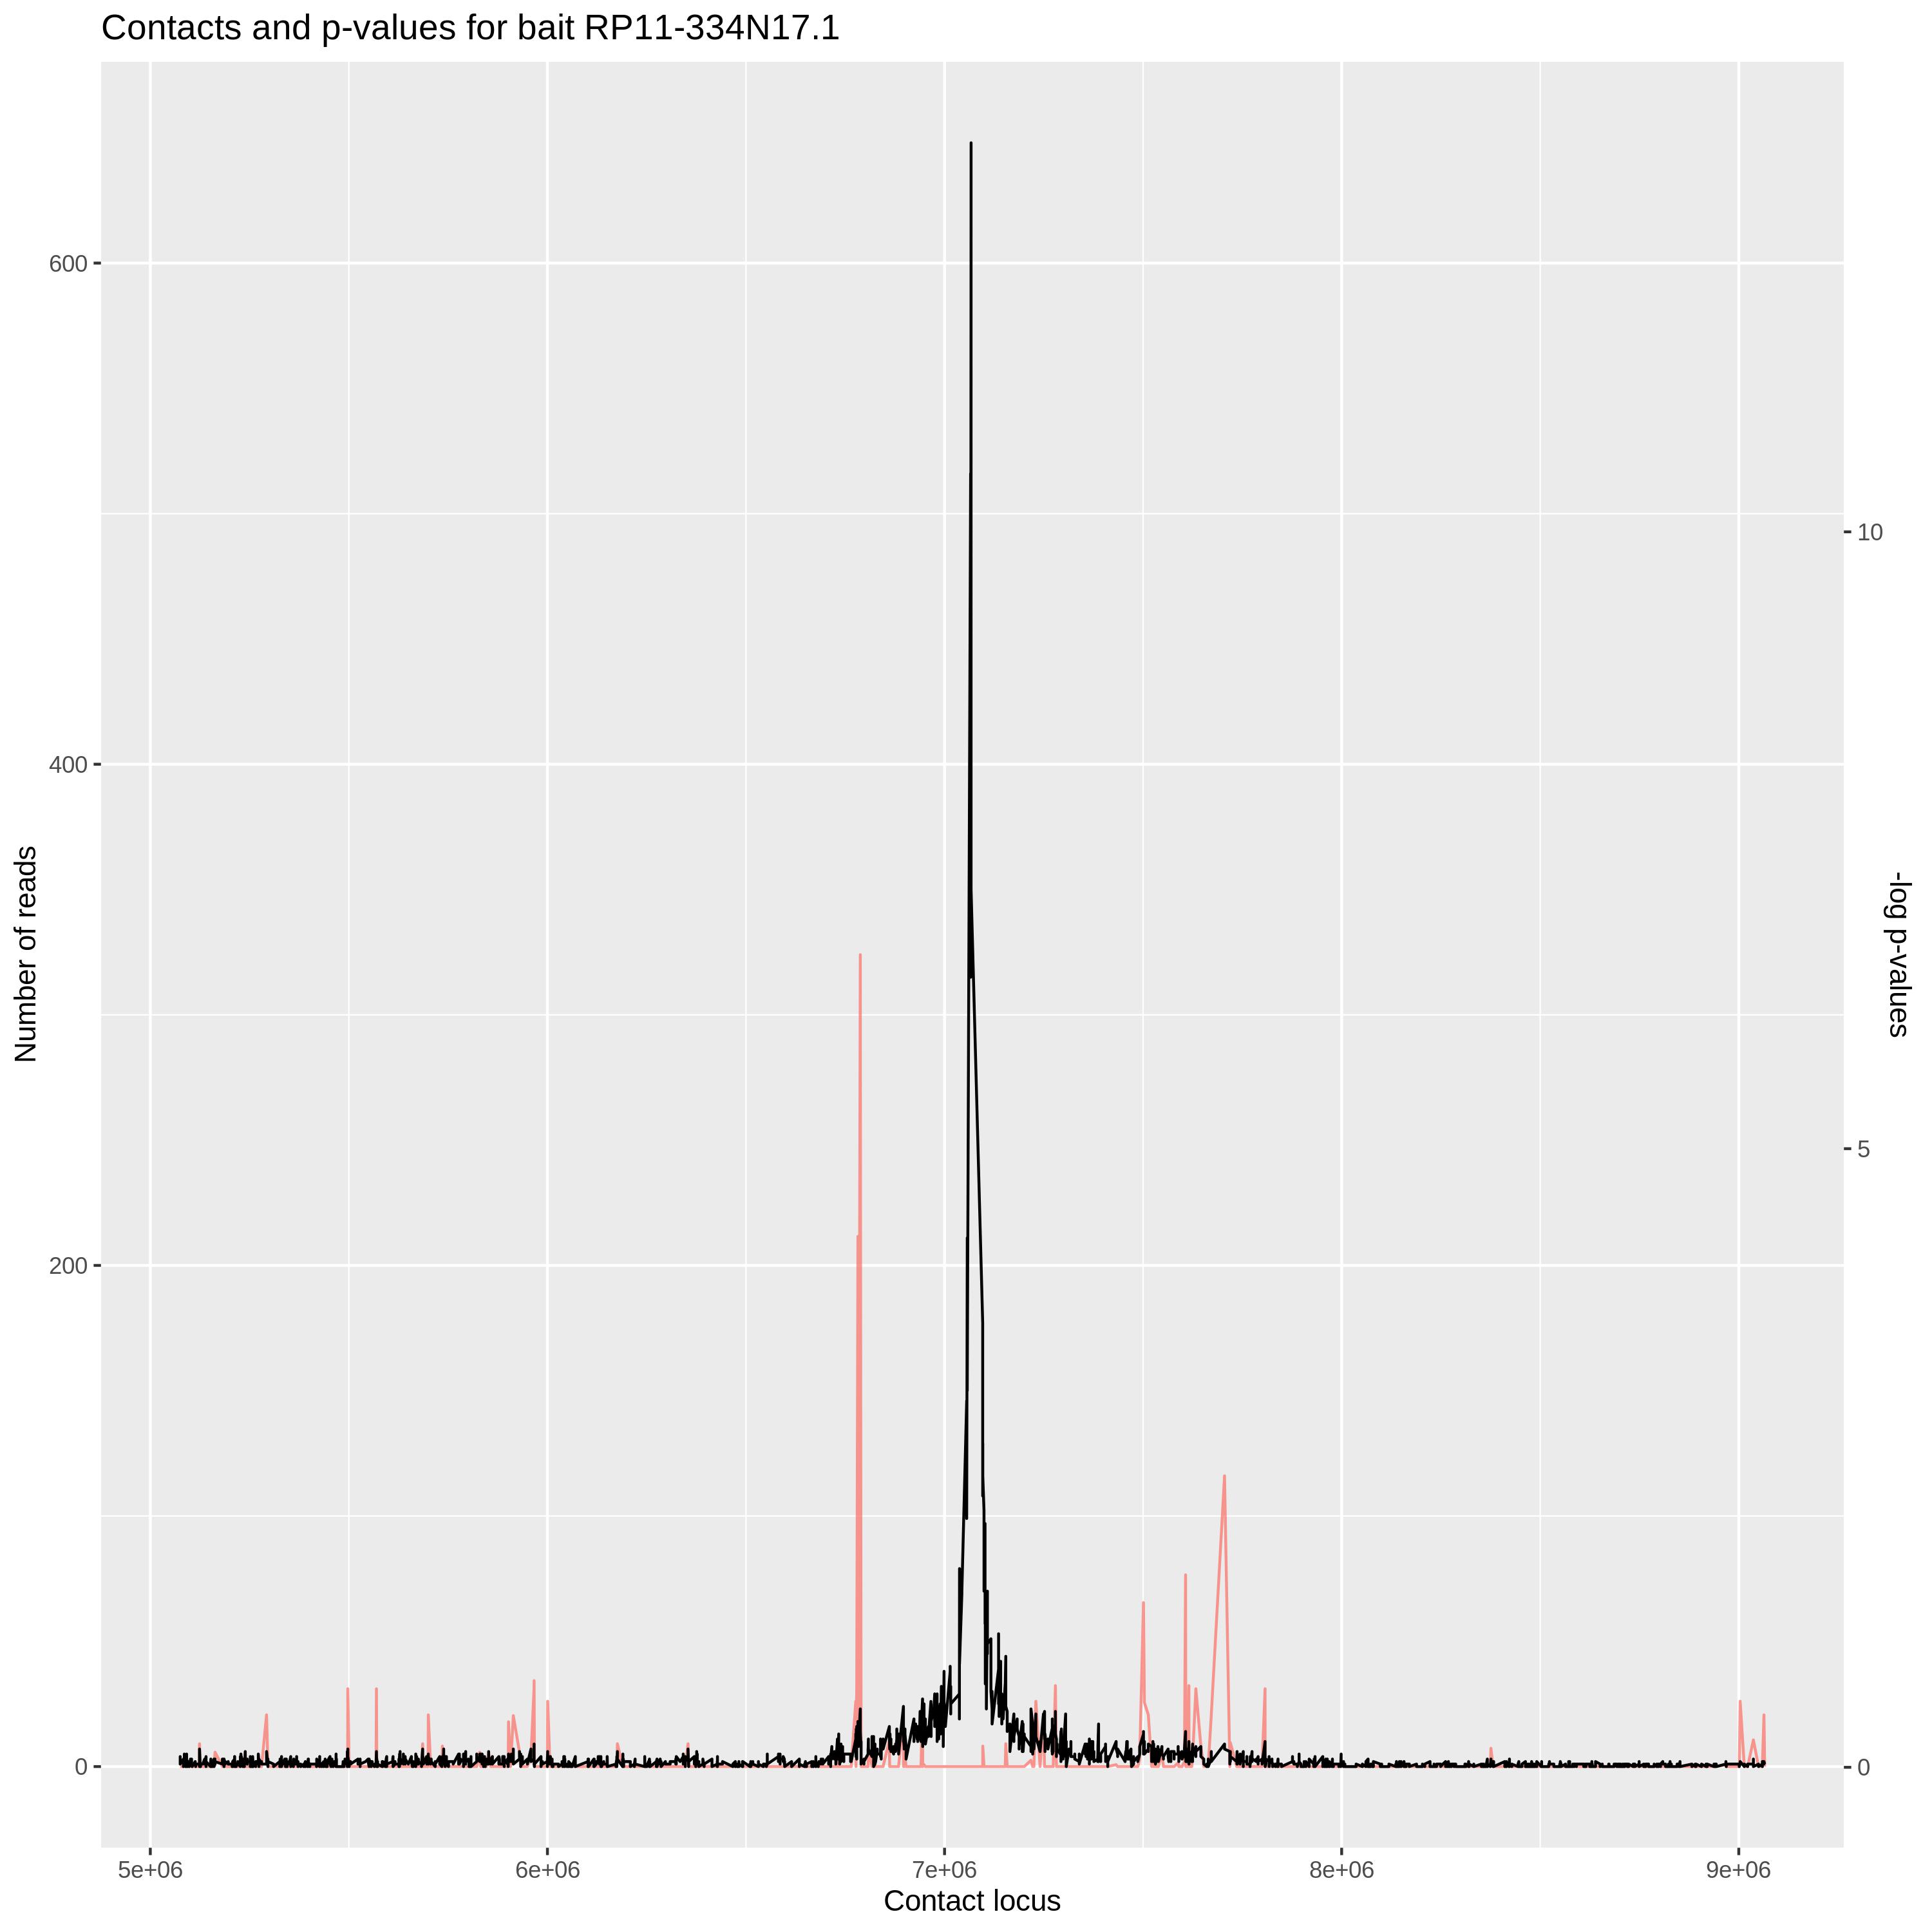 Contacts and p-values for bait RP11-334N17.1
600
400
200
0
Number of reads
10
5
0
-log p-values
5e+06
6e+06
7e+06
8e+06
9e+06
Contact locus